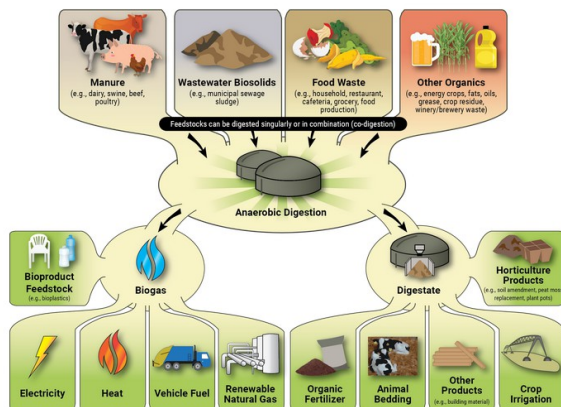 Manure
(e.g., dairy, swine, beef,
poultry)
Wastewater Biosolids
(e.g., municipal sewage
sludge)
Food Waste
(e.g., household, restaurant,
cafeteria, grocery, food
production)
Other Organics
(e.g., energy crops, fats, oils,
grease, crop residue,
winery/brewery waste)
Feedstocks can be digested singularly or in combination (co-digestion)
Anaerobic Digestion
Bioproduct
Feedstock
(e.g., bioplastics)
Biogas
Digestate
Horticulture
Products
(e.g., soil amendment, peat moss
replacement, plant pots)
Electricity
Heat
Vehicle Fuel
Renewable
Natural Gas
Organic
Fertilizer
Animal
Bedding
Other
Products
(e.g., building material)
Crop
Irrigation